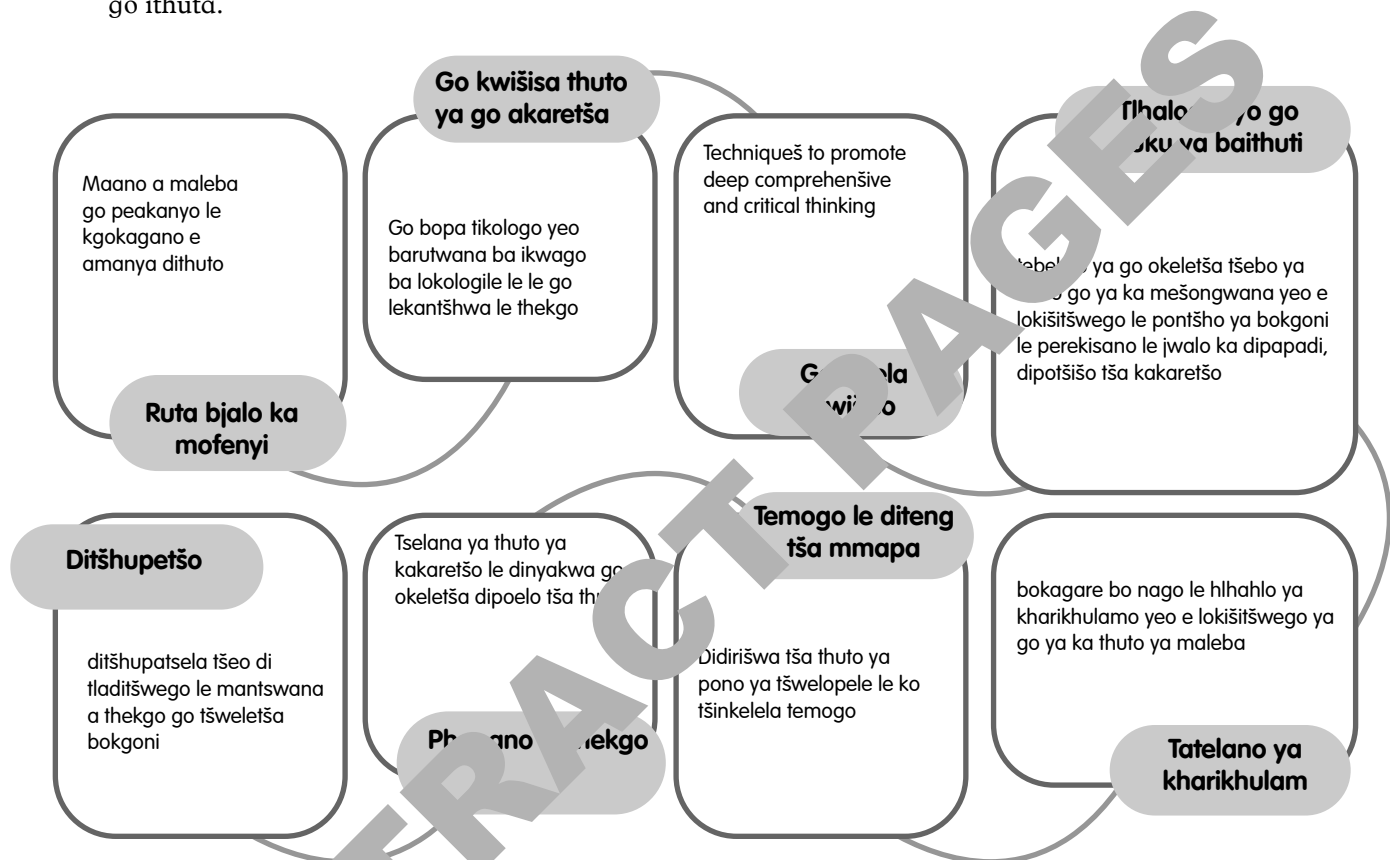 go ithuta.
Maano a maleba
go peakanyo le
kgokagano e
amanya dithuto
Ruta bjalo ka
mofenyi
Go kwišisa thuto
ya go akaretša
Go bopa tikologo yeo
barutwana ba ikwago
ba lokologile le le go
lekantšhwa le thekgo
Techniqueš to promote
deep comprehenšive
and critical thinking
yo go
ya baithuti
ya go okeletša tšebo ya
go ya ka mešongwana yeo e
lokišitšwego le pontšho ya bokgoni
le perekisano le jwalo ka dipapadi,
dipotšišo tša kakaretšo
Ditšhupetšo
ditšhupatsela tšeo di
tladitšwego le mantswana
a thekgo go tšweletša
bokgoni
Tselana ya thuto ya
kakaretšo le dinyakwa go
okeletša dipoelo tša
Temogo le diteng
tša mmapa
Didirišwa tša thuto ya
pono ya tšwelopele le ko
tšinkelela temogo
bokagare bo nago le hlhahlo ya
kharikhulamo yeo e lokišitšwego ya
go ya ka thuto ya maleba
Tatelano ya
kharikhulam
PAGES